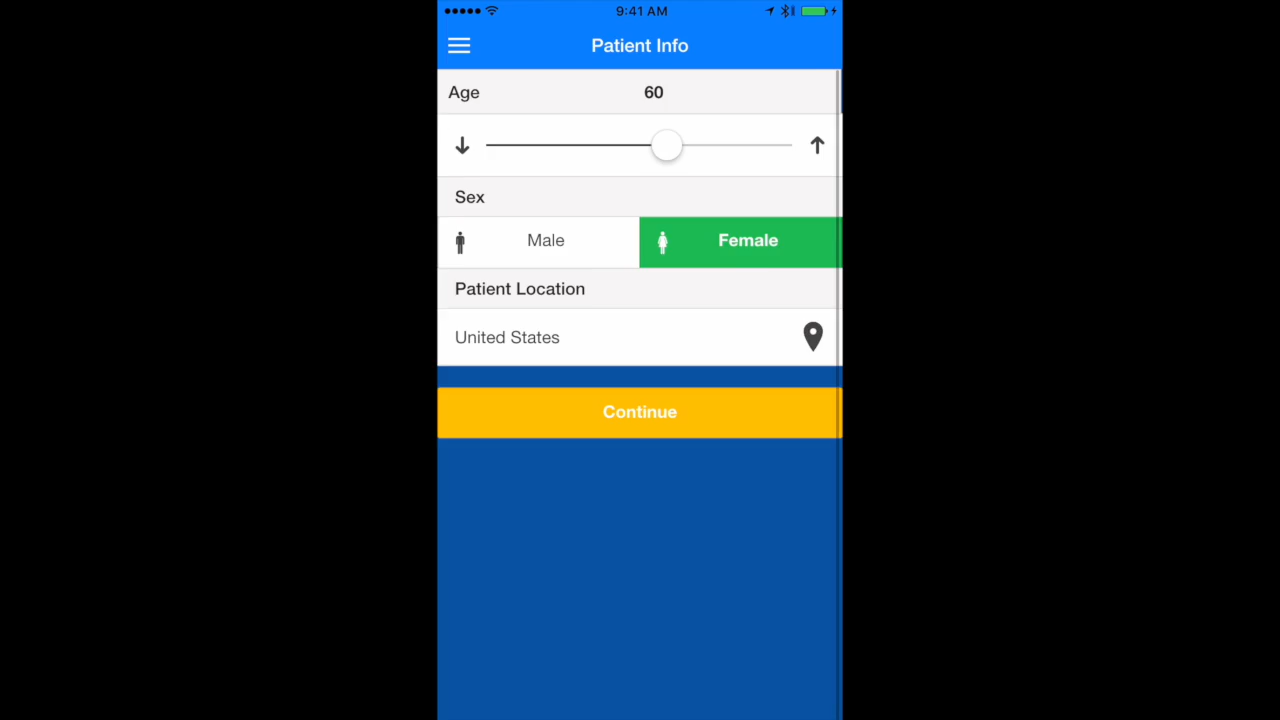 9:41 AM
Patient Info
Age 60
Sex
Male Female
Patient Location
United States
Continue